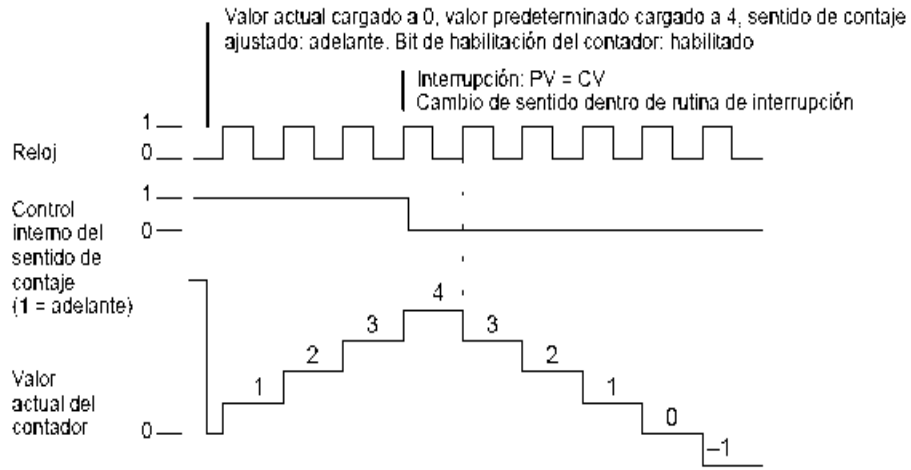 Valor actual cargado a 0, valor predeterminado cargado a 4, sentido de contaje
ajustado: adelante. Bit de habilitación del contador: habilitado
Interrupción: PV = CV
Cambio de sentido dentro de rutina de interrupción
1
Reloj
0
1
Control
interno del
sentido de
contaje
(1 = adelante)
0
4
3
3
2
2
1
1
0
–1
Valor
actual del
contador
0